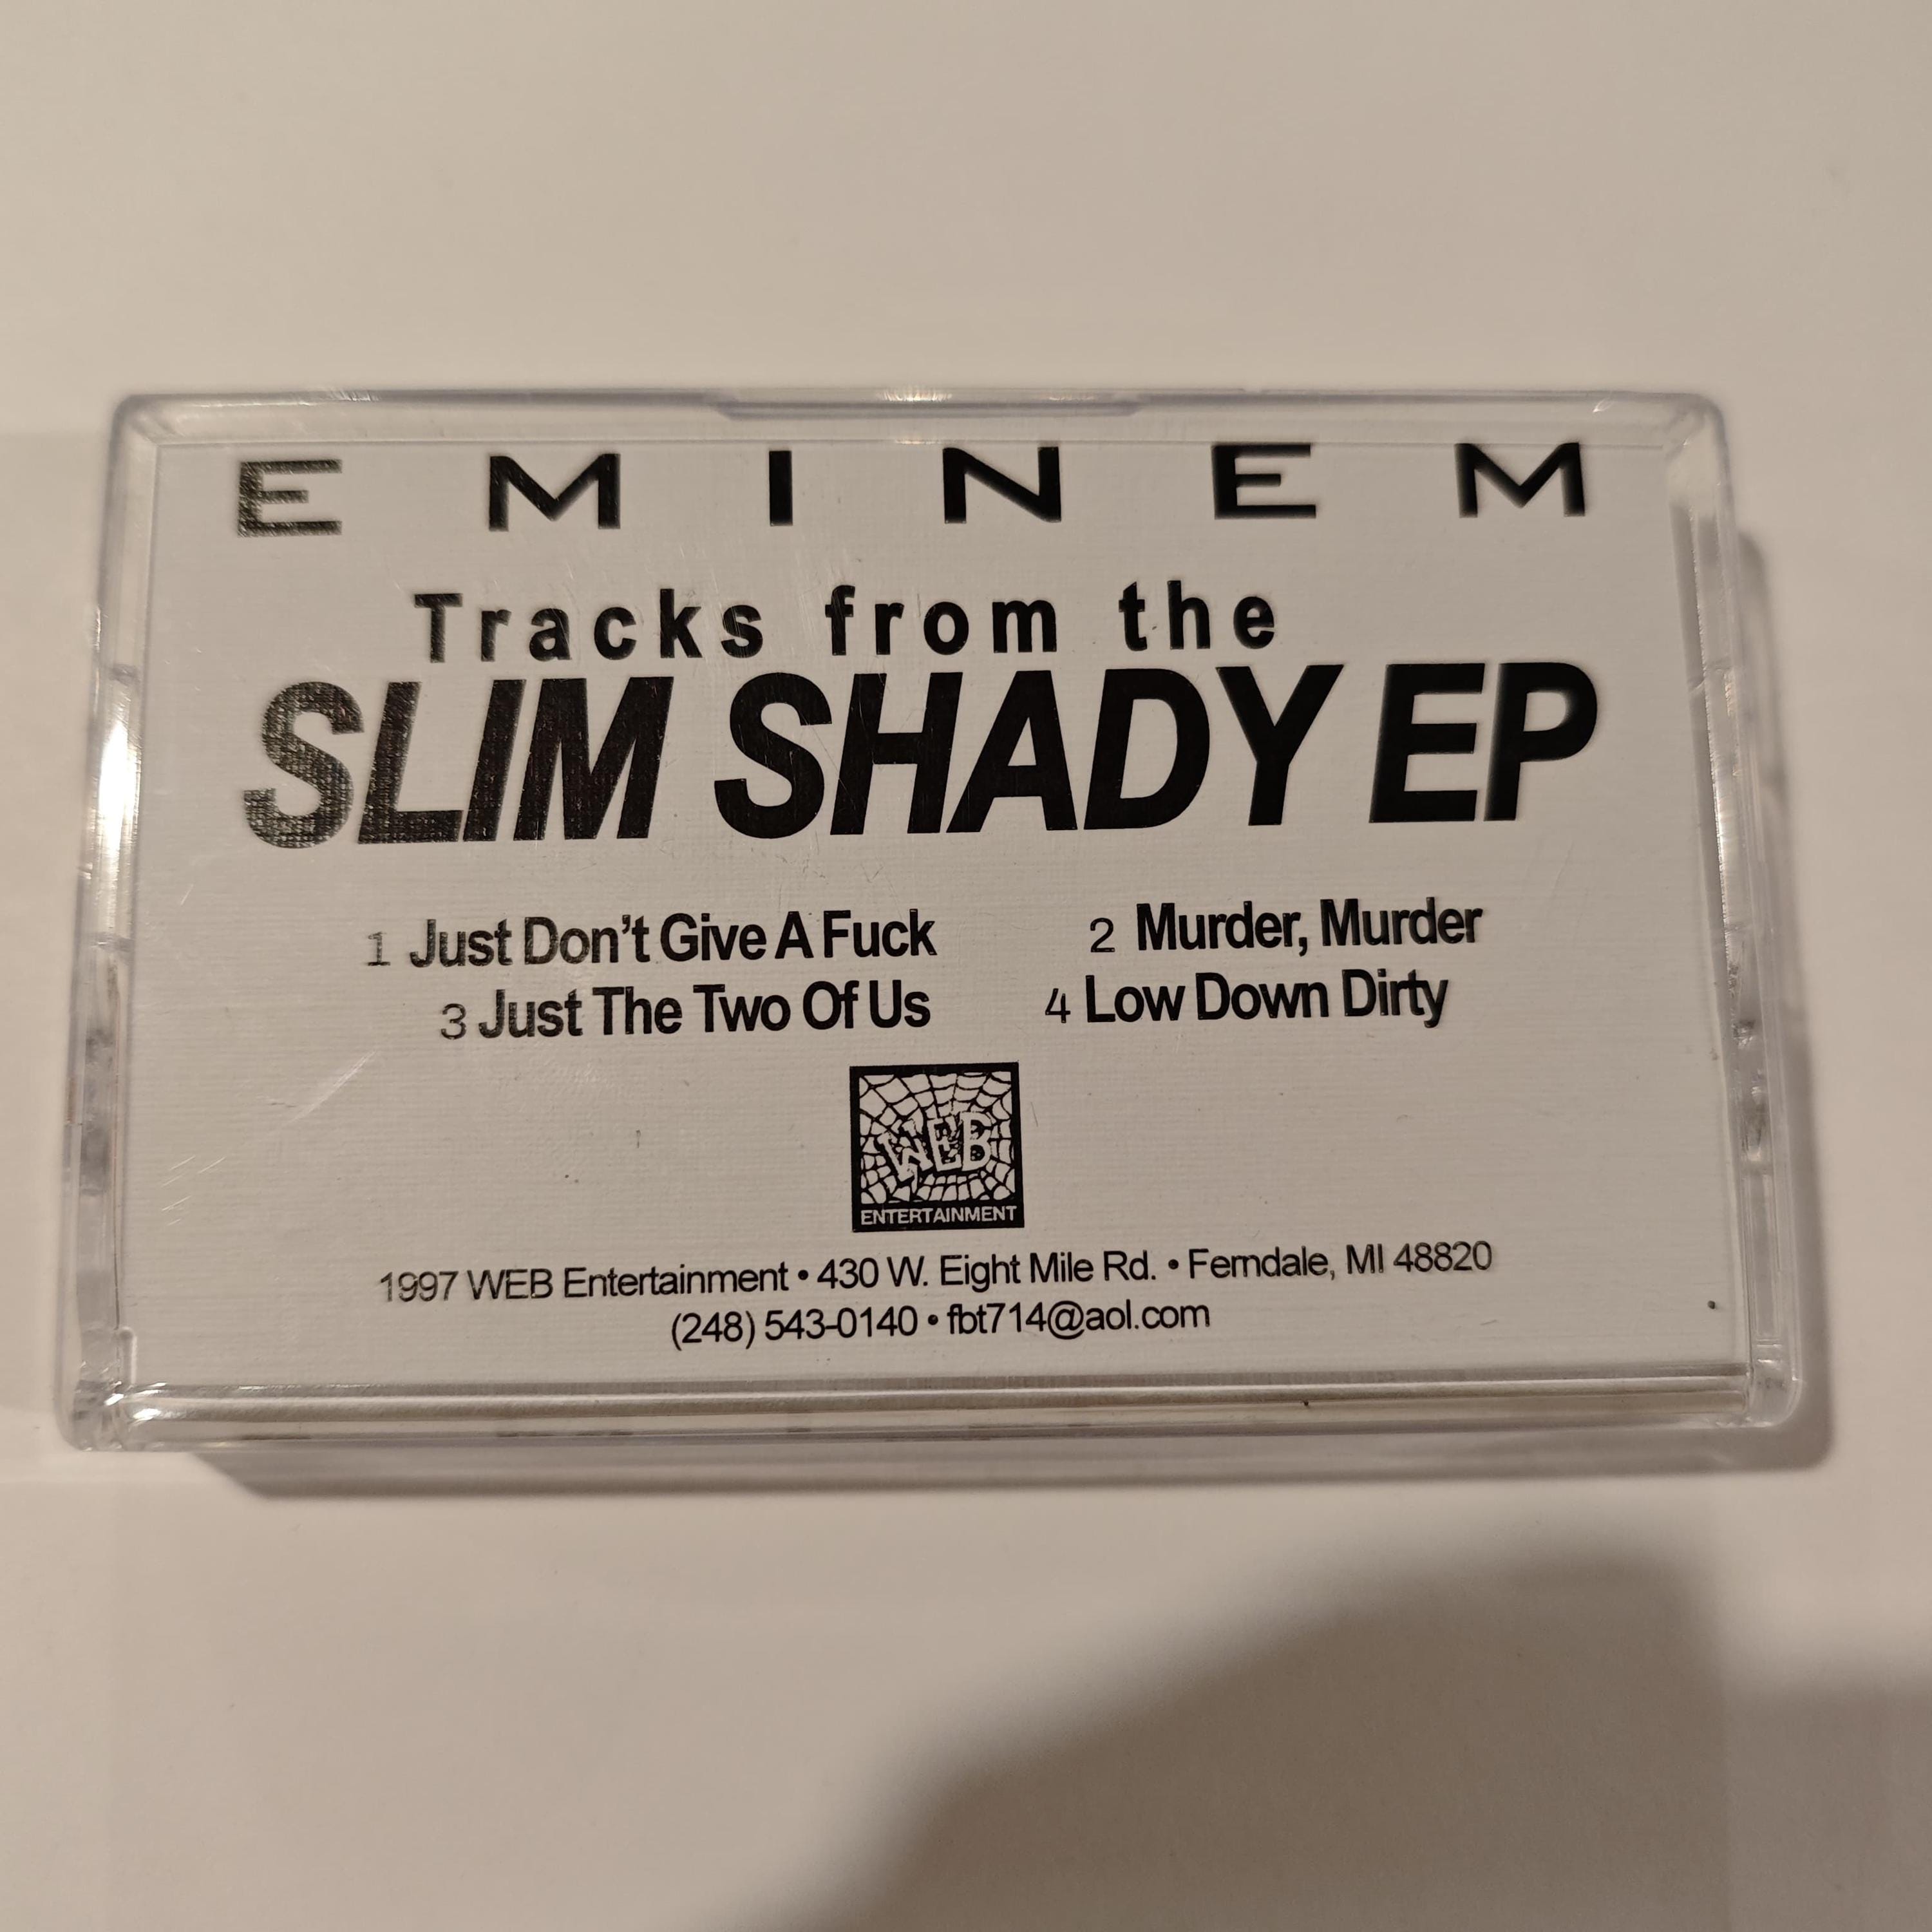 EMINEM
Tracks from the
SLIM SHADY EP
1 Just Don't Give A Fuck 2 Murder, Murder
3 Just The Two Of Us 4 Low Down Dirty
WEB
ENTERTAINMENT
1997 WEB Entertainment • 430 W. Eight Mile Rd. • Ferndale, MI 48820
(248) 543-0140 • fbt714@aol.com